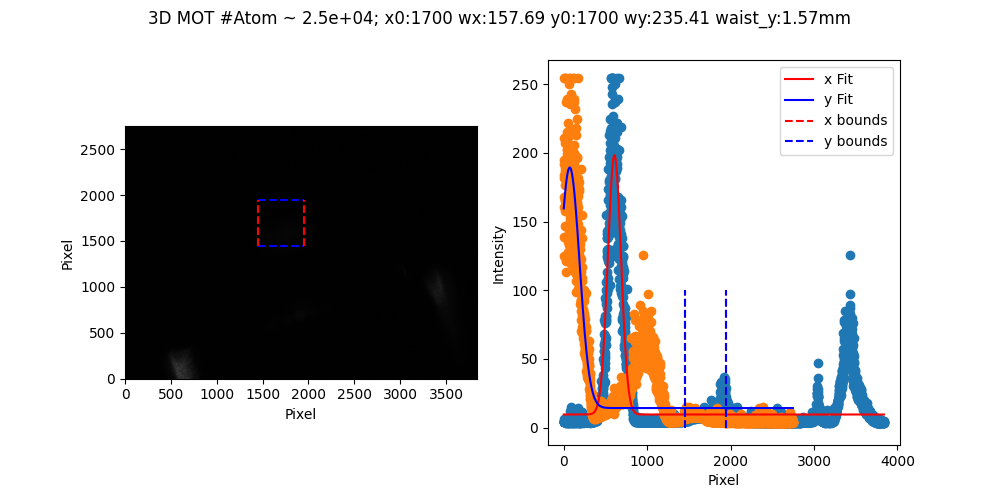 3D MOT #Atom ~ 2.5e+04; x0:1700 wx:157.69 y0:1700 wy:235.41 waist_y:1.57mm
Pixel
2500
2000
1500
1000
500
0
0 500 1000 1500 2000 2500 3000 3500
Pixel
Intensity
250
200
150
100
50
0
0 1000 2000 3000 4000
Pixel
x Fit
y Fit
x bounds
y bounds